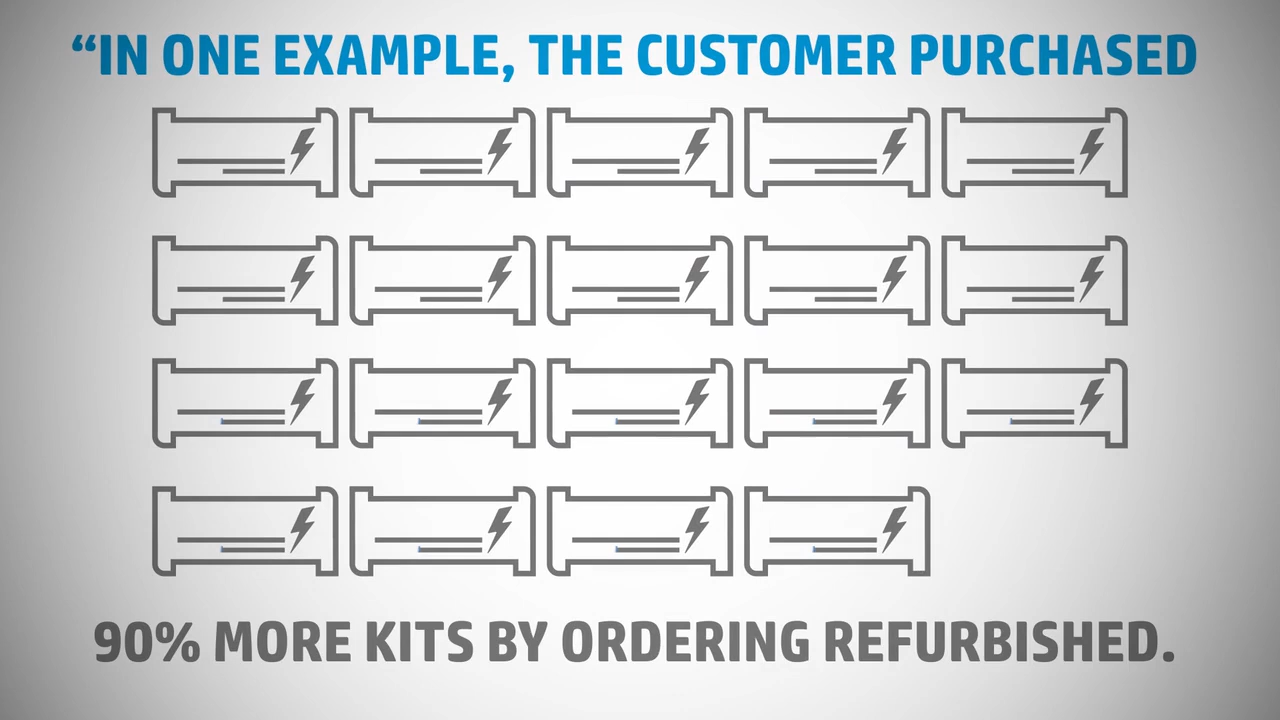 “IN ONE EXAMPLE, THE CUSTOMER PURCHASED
90% MORE KITS BY ORDERING REFURBISHED.